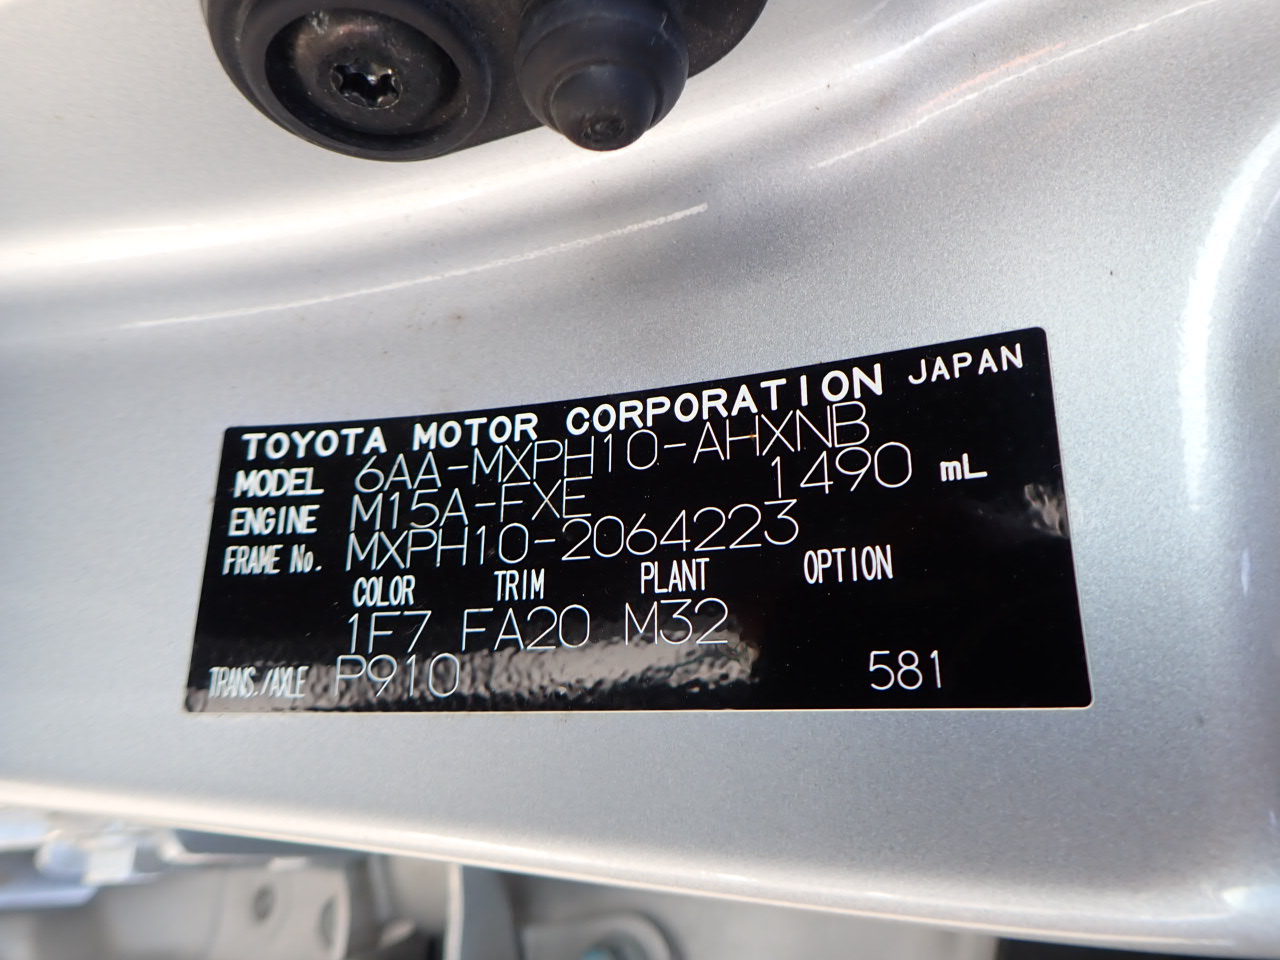 TOYOTA MOTOR CORPORATION JAPAN
MODEL 6AA-MXPH10-AHXNB
ENGINE M15A-FXE 1490 mL
FRAME No. MXPH10-2064223
COLOR TRIM PLANT OPTION
1F7 FA20 M32
TRANS./AXLE P910 581